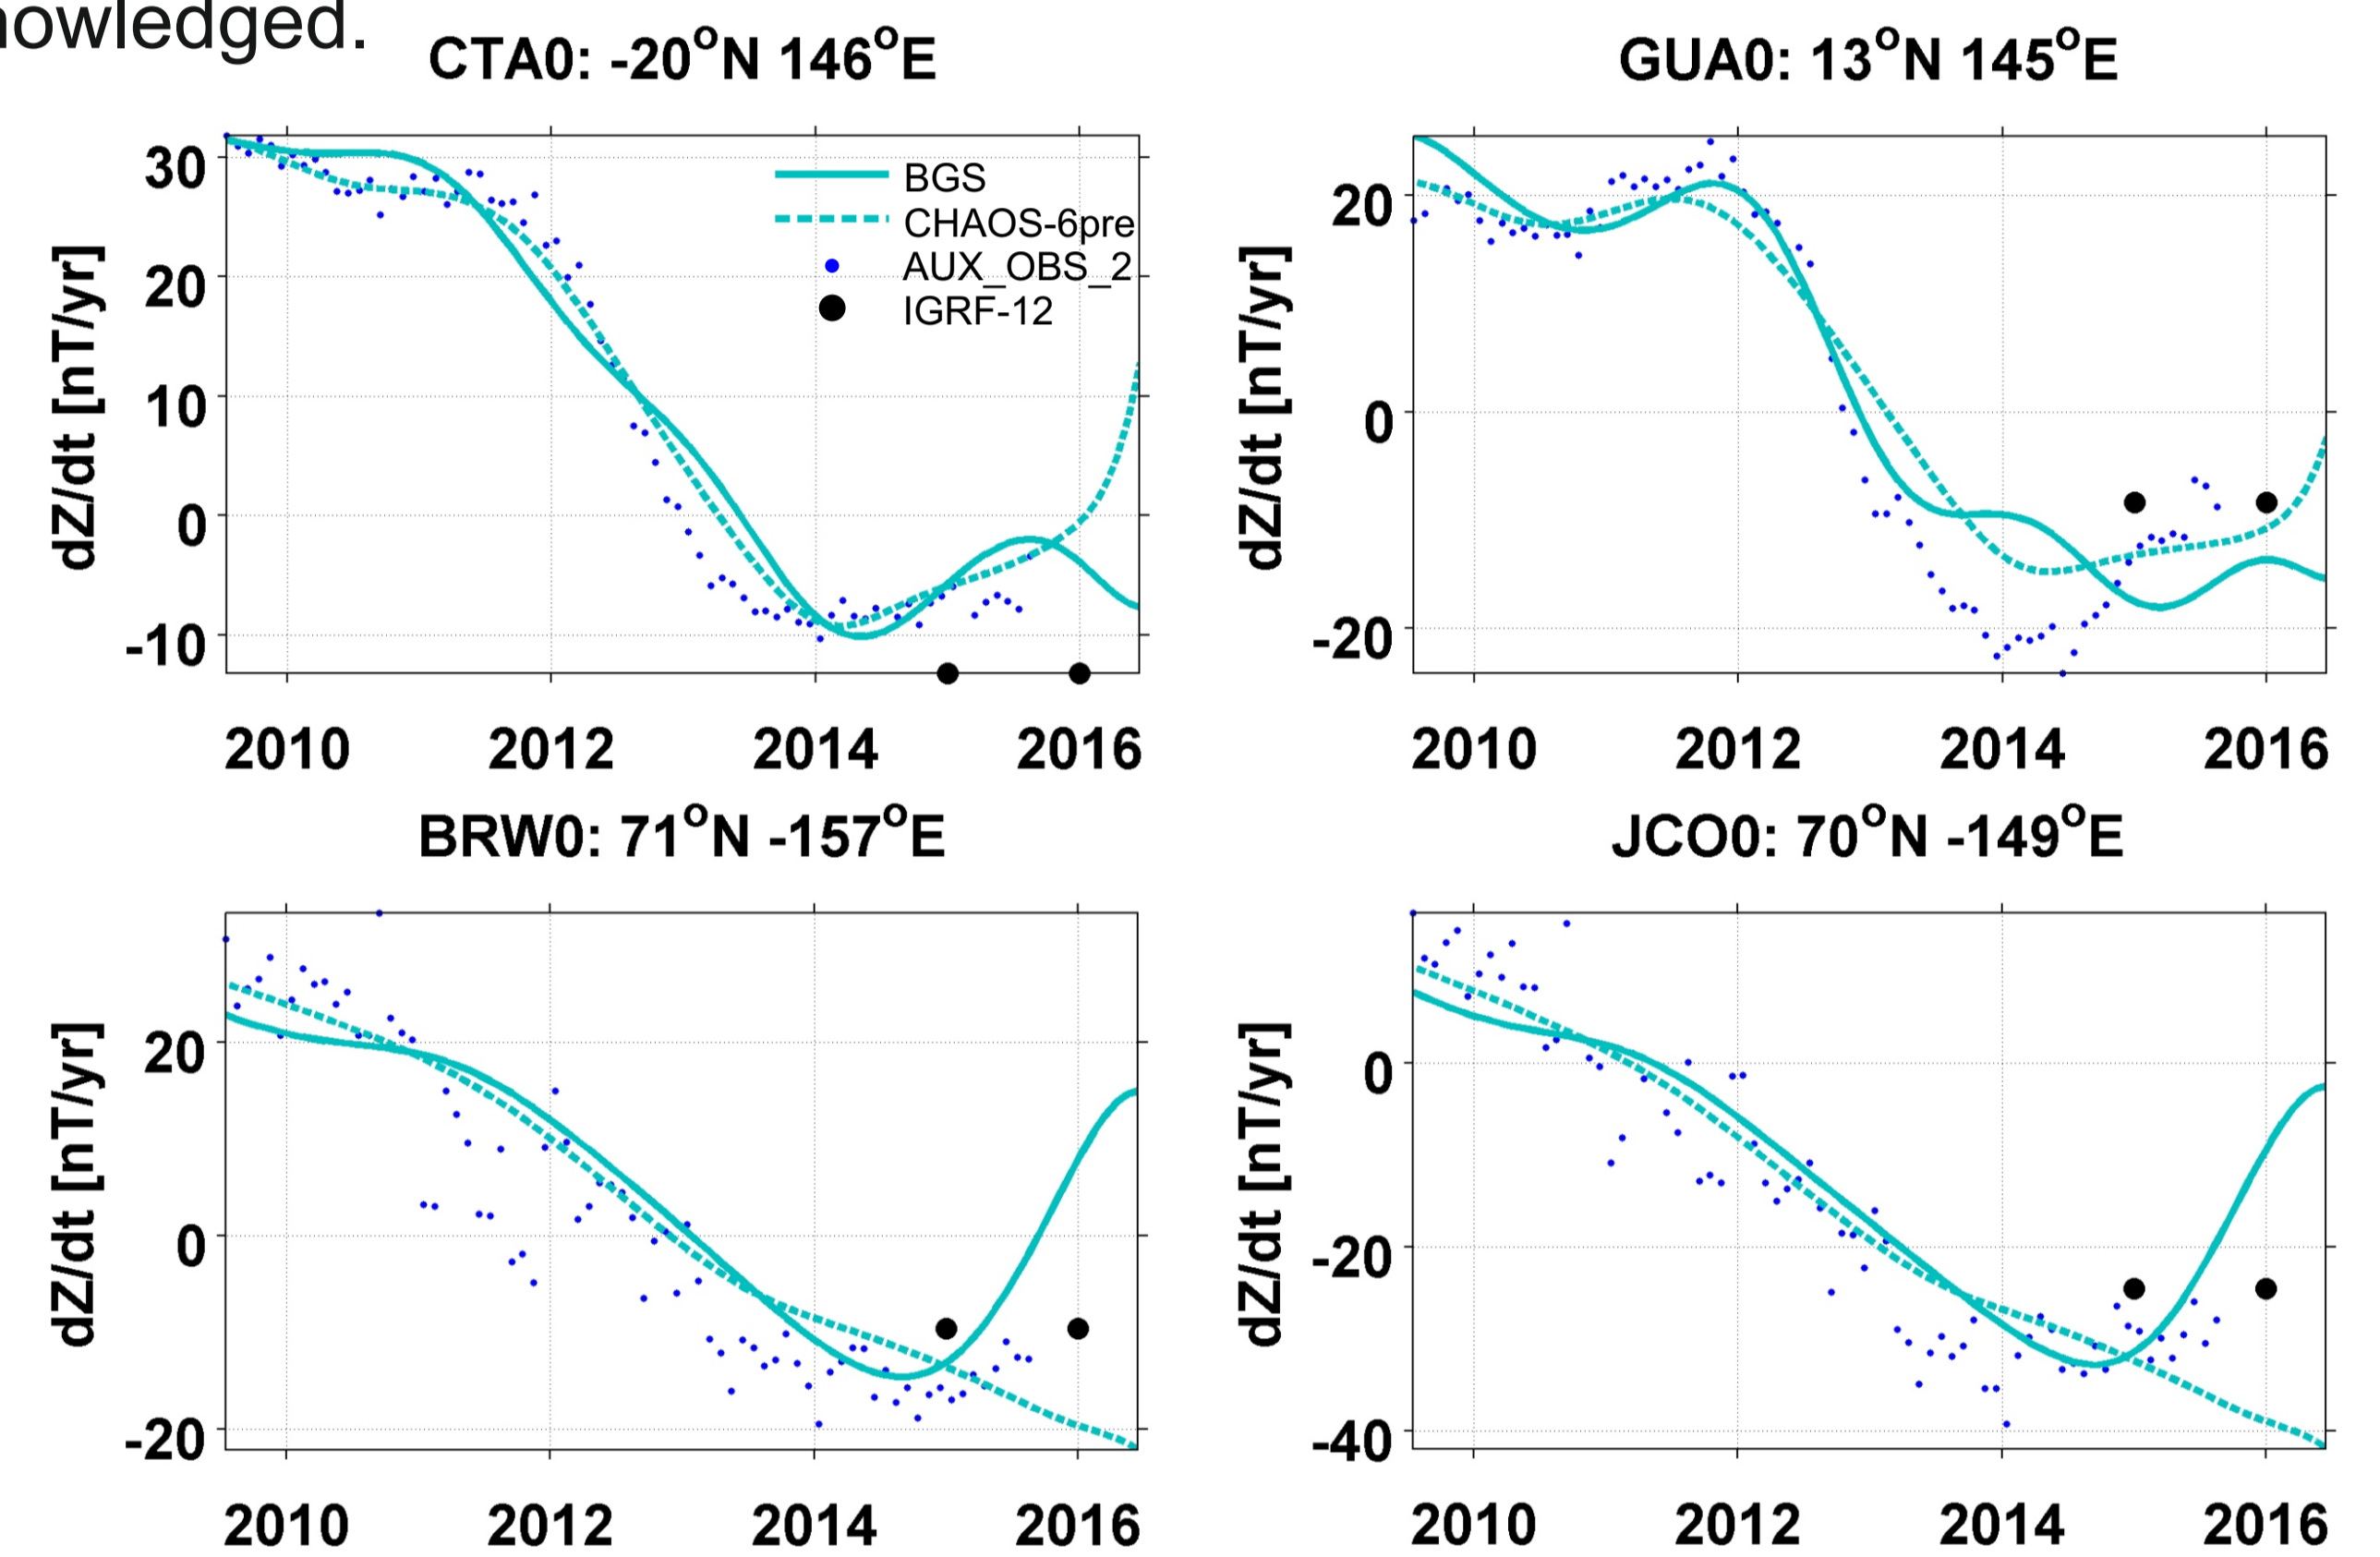 nowledged.
CTA0: -20°N 146°E
GUA0: 13°N 145°E
dZ/dt [nT/yr]
30
20
10
0
-10
BGS
CHAOS-6pre
AUX_OBS_2
IGRF-12
2010 2012 2014 2016
dZ/dt [nT/yr]
20
0
-20
2010 2012 2014 2016
BRW0: 71°N -157°E
JCO0: 70°N -149°E
dZ/dt [nT/yr]
20
0
-20
2010 2012 2014 2016
dZ/dt [nT/yr]
0
-20
-40
2010 2012 2014 2016